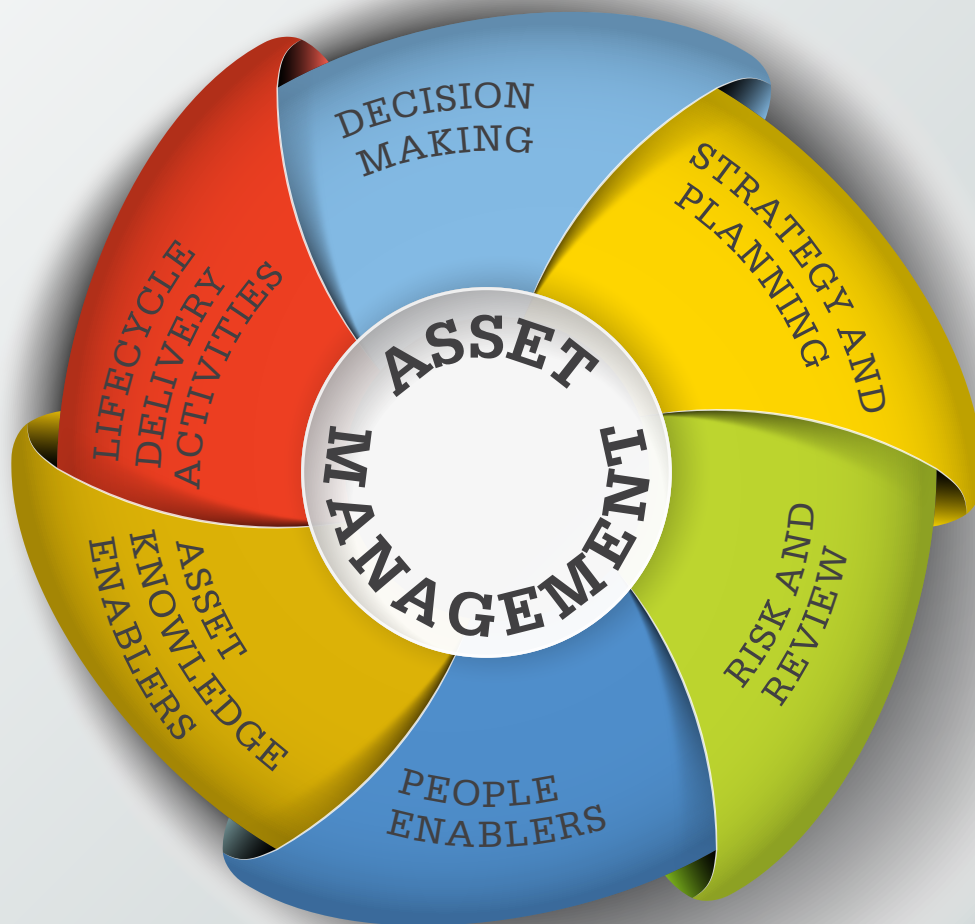 DECISION
MAKING
STRATEGY AND
PLANNING
RISK AND
REVIEW
PEOPLE
ENABLERS
ASSET
KNOWLEDGE
ENABLERS
LIFECYCLE
DELIVERY
ACTIVITIES
ASSET
MANAGEMENT